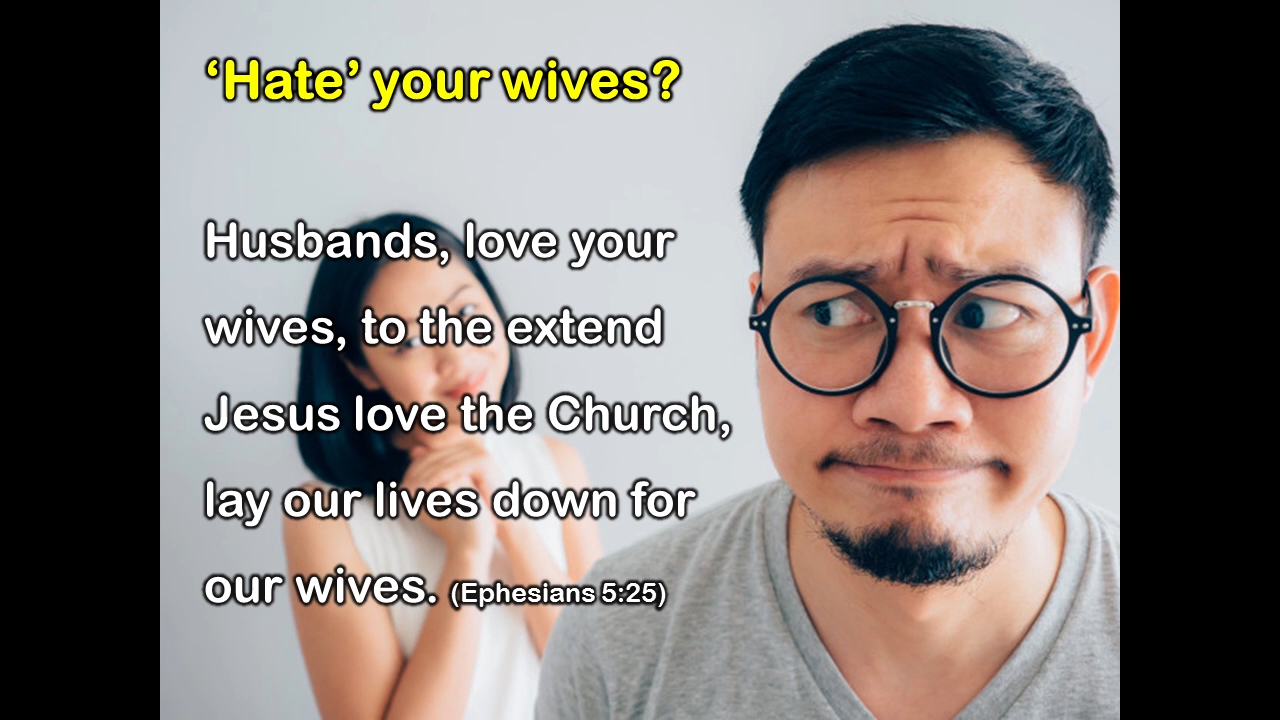 ‘Hate’ your wives?
Husbands, love your
wives, to the extend
Jesus love the Church,
lay our lives down for
our wives. (Ephesians 5:25)